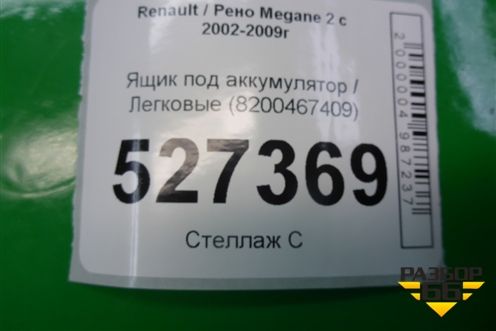 Renault / Рено Megane 2 с
2002-2009г
Ящик под аккумулятор /
Легковые (8200467409)
527369
Стеллаж С
2000004987237
РАЗБОР
66